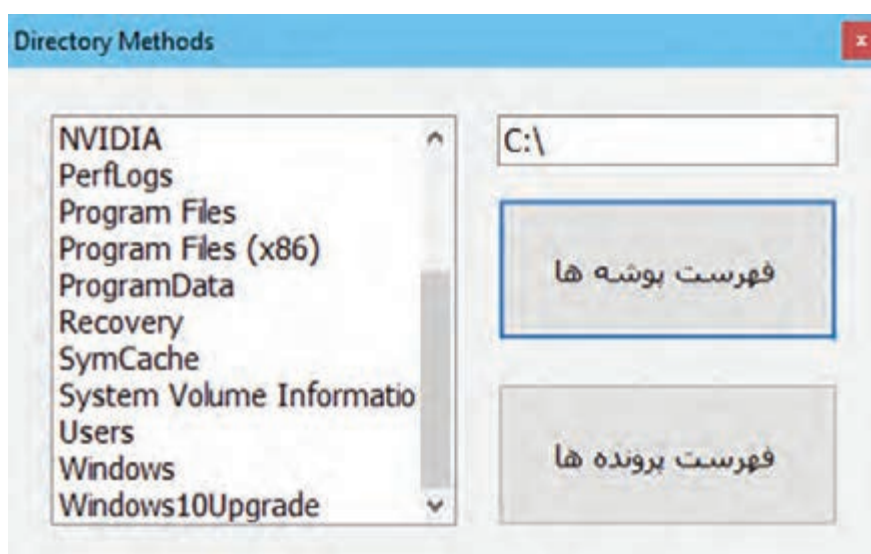 Directory Methods
x
NVIDIA
PerfLogs
Program Files
Program Files (x86)
ProgramData
Recovery
SymCache
System Volume Informatio
Users
Windows
Windows10Upgrade
C:\
فهرست پوشه ها
فهرست پرونده ها